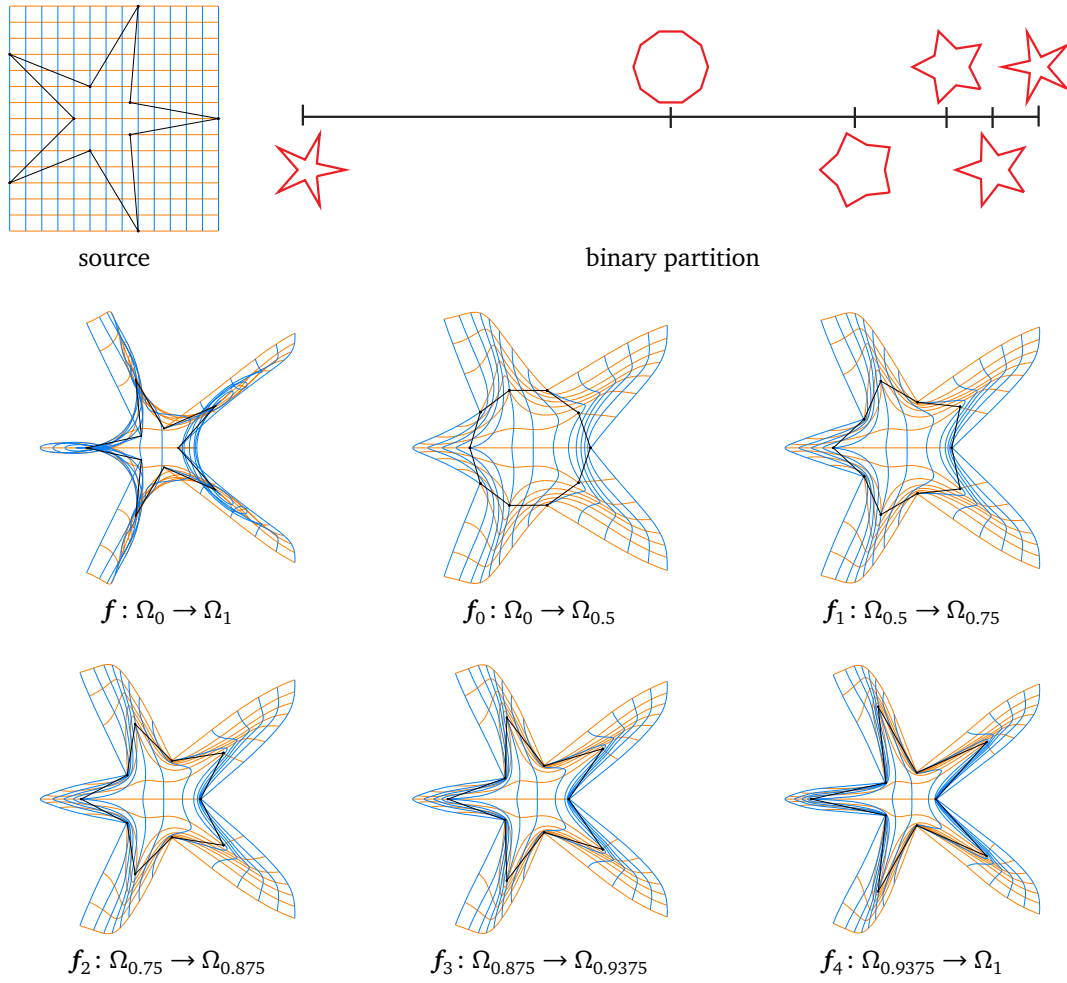 source
binary partition
f : Ω₀ → Ω₁
f₀ : Ω₀ → Ω₀.₅
f₁ : Ω₀.₅ → Ω₀.₇₅
f₂ : Ω₀.₇₅ → Ω₀.₈₇₅
f₃ : Ω₀.₈₇₅ → Ω₀.₉₃₇₅
f₄ : Ω₀.₉₃₇₅ → Ω₁